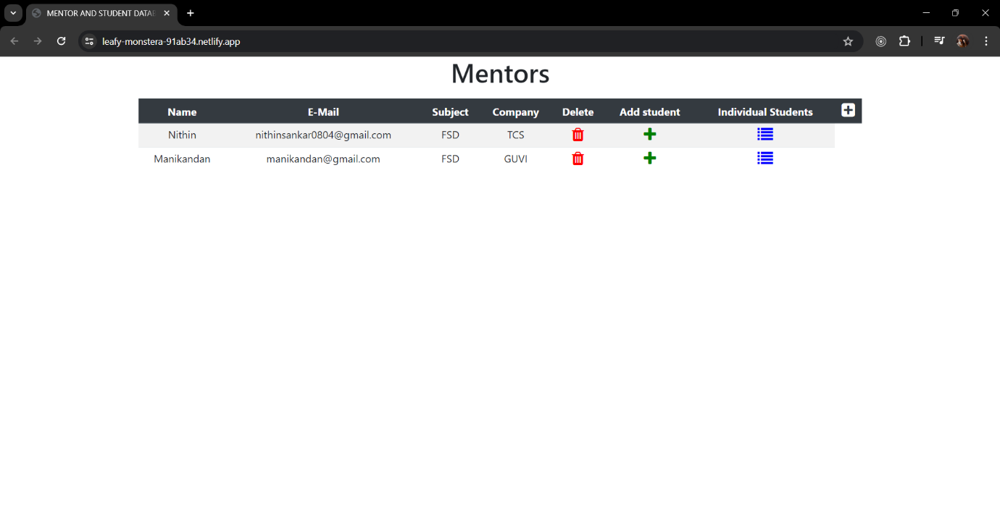 MENTOR AND STUDENT DATAB
leafy-monstera-91ab34.netlify.app
Mentors
Name E-Mail Subject Company Delete Add student Individual Students
Nithin nithinsankar0804@gmail.com FSD TCS
Manikandan manikandan@gmail.com FSD GUVI